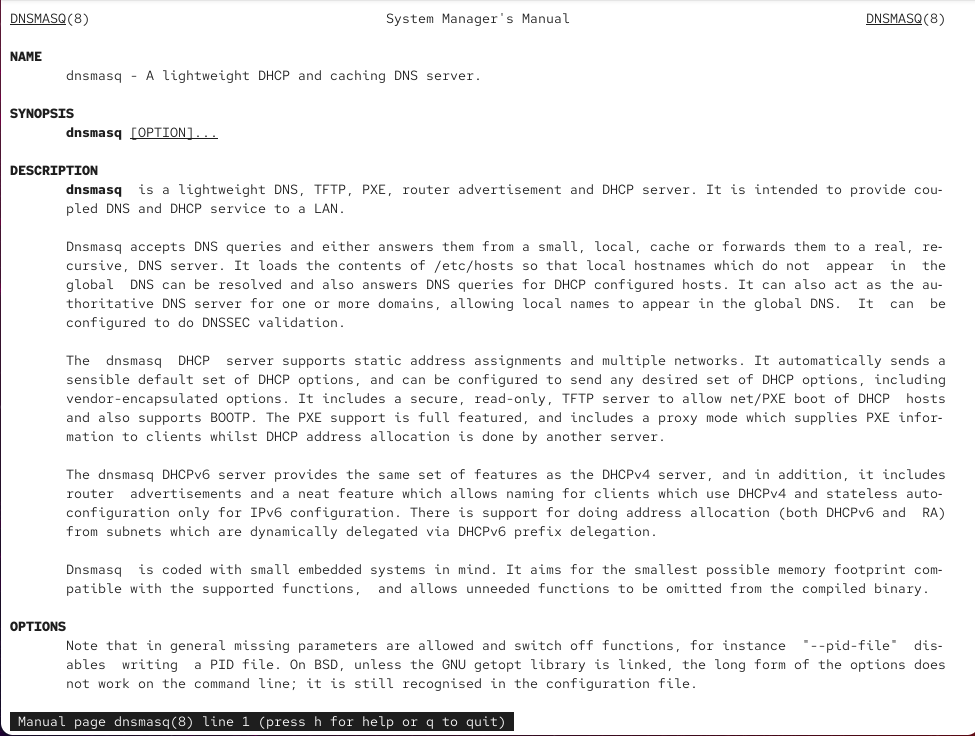 DNSMASQ(8) System Manager's Manual DNSMASQ(8)
NAME
dnsmasq - A lightweight DHCP and caching DNS server.
SYNOPSIS
dnsmasq [OPTION]...
DESCRIPTION
dnsmasq is a lightweight DNS, TFTP, PXE, router advertisement and DHCP server. It is intended to provide cou-
pled DNS and DHCP service to a LAN.
Dnsmasq accepts DNS queries and either answers them from a small, local, cache or forwards them to a real, re-
cursive, DNS server. It loads the contents of /etc/hosts so that local hostnames which do not appear in the
global DNS can be resolved and also answers DNS queries for DHCP configured hosts. It can also act as the au-
thoritative DNS server for one or more domains, allowing local names to appear in the global DNS. It can be
configured to do DNSSEC validation.
The dnsmasq DHCP server supports static address assignments and multiple networks. It automatically sends a
sensible default set of DHCP options, and can be configured to send any desired set of DHCP options, including
vendor-encapsulated options. It includes a secure, read-only, TFTP server to allow net/PXE boot of DHCP hosts
and also supports BOOTP. The PXE support is full featured, and includes a proxy mode which supplies PXE infor-
mation to clients whilst DHCP address allocation is done by another server.
The dnsmasq DHCPv6 server provides the same set of features as the DHCPv4 server, and in addition, it includes
router advertisements and a neat feature which allows naming for clients which use DHCPv4 and stateless auto-
configuration only for IPv6 configuration. There is support for doing address allocation (both DHCPv6 and RA)
from subnets which are dynamically delegated via DHCPv6 prefix delegation.
Dnsmasq is coded with small embedded systems in mind. It aims for the smallest possible memory footprint com-
patible with the supported functions, and allows unneeded functions to be omitted from the compiled binary.
OPTIONS
Note that in general missing parameters are allowed and switch off functions, for instance "--pid-file" dis-
ables writing a PID file. On BSD, unless the GNU getopt library is linked, the long form of the options does
not work on the command line; it is still recognised in the configuration file.
Manual page dnsmasq(8) line 1 (press h for help or q to quit)